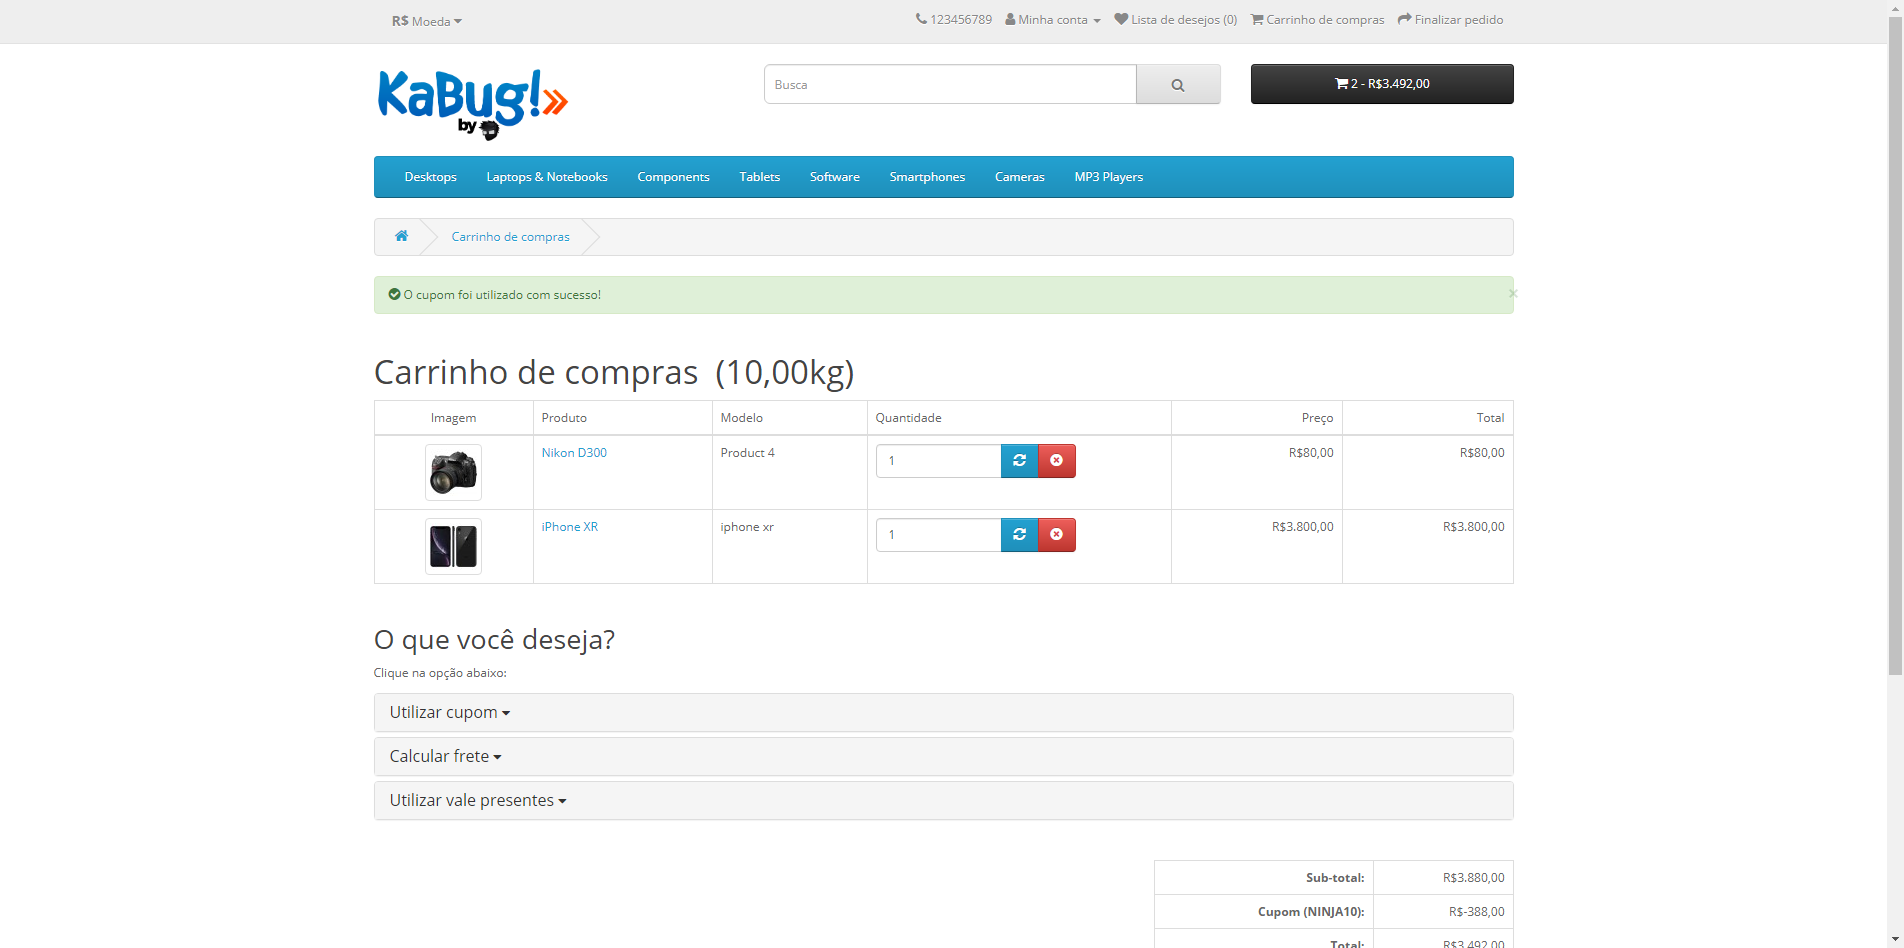 R$ Moeda
123456789 Minha conta Lista de desejos (0) Carrinho de compras Finalizar pedido
KaBug!
by
Busca
2 - R$3.492,00
Desktops Laptops & Notebooks Components Tablets Software Smartphones Cameras MP3 Players
Carrinho de compras
O cupom foi utilizado com sucesso!
×
Carrinho de compras (10,00kg)
Imagem Produto Modelo Quantidade Preço Total
Nikon D300 Product 4 1 R$80,00 R$80,00
iPhone XR iphone xr 1 R$3.800,00 R$3.800,00
O que você deseja?
Clique na opção abaixo:
Utilizar cupom
Calcular frete
Utilizar vale presentes
Sub-total: R$3.880,00
Cupom (NINJA10): R$-388,00
Total: R$3.492,00